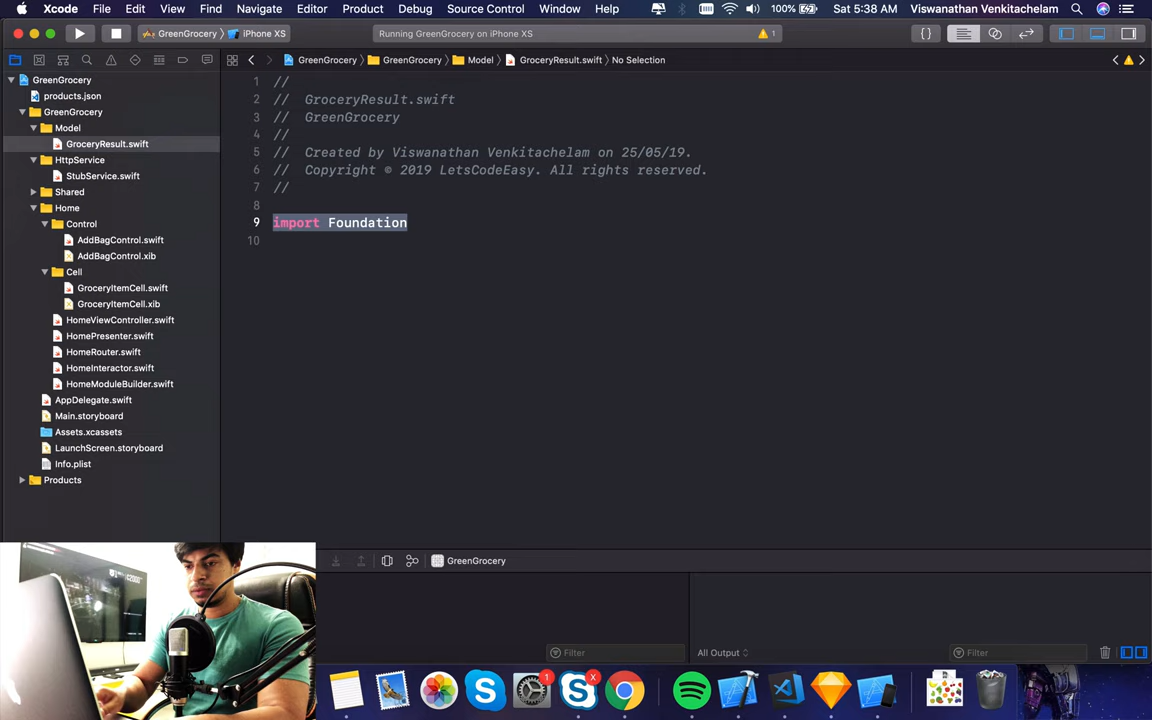 Xcode File Edit View Find Navigate Editor Product Debug Source Control Window Help 100% Sat 5:38 AM Viswanathan Venkitachelam
GreenGrocery iPhone XS Running GreenGrocery on iPhone XS 1
GreenGrocery GreenGrocery Model GroceryResult.swift No Selection
GreenGrocery
products.json
GreenGrocery
Model
GroceryResult.swift
HttpService
StubService.swift
Shared
Home
Control
AddBagControl.swift
AddBagControl.xib
Cell
GroceryItemCell.swift
GroceryItemCell.xib
HomeViewController.swift
HomePresenter.swift
HomeRouter.swift
HomeInteractor.swift
HomeModuleBuilder.swift
AppDelegate.swift
Main.storyboard
Assets.xcassets
LaunchScreen.storyboard
Info.plist
Products
1 //
2 // GroceryResult.swift
3 // GreenGrocery
4 //
5 // Created by Viswanathan Venkitachelam on 25/05/19.
6 // Copyright © 2019 LetsCodeEasy. All rights reserved.
7 //
8
9 import Foundation
10
GreenGrocery
Filter All Output Filter
1 X